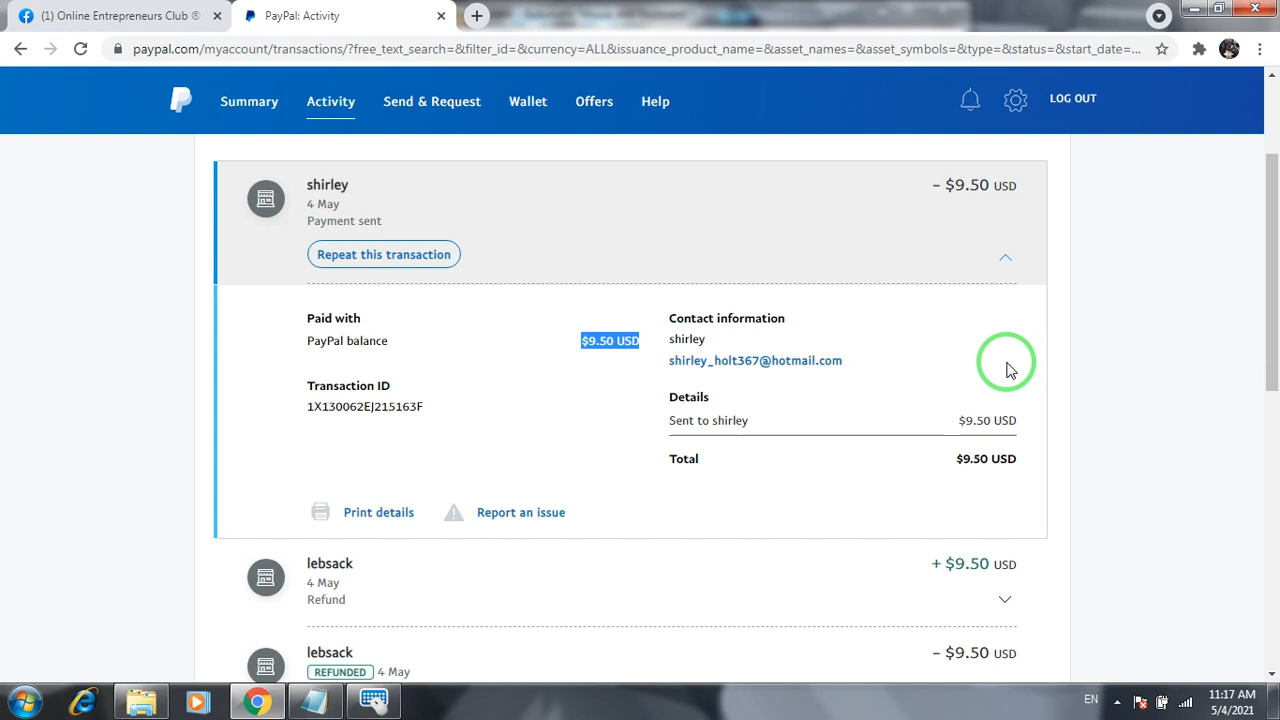 (1) Online Entrepreneurs Club ®
PayPal: Activity
paypal.com/myaccount/transactions/?free_text_search=&filter_id=&currency=ALL&issuance_product_name=&asset_names=&asset_symbols=&type=&status=&start_date=...
Summary
Activity
Send & Request
Wallet
Offers
Help
LOG OUT
shirley
− $9.50 USD
4 May
Payment sent
Repeat this transaction
Paid with
PayPal balance
$9.50 USD
Transaction ID
1X130062EJ215163F
Contact information
shirley
shirley_holt367@hotmail.com
Details
Sent to shirley
$9.50 USD
Total
$9.50 USD
Print details
Report an issue
lebsack
+ $9.50 USD
4 May
Refund
lebsack
− $9.50 USD
REFUNDED 4 May
EN
11:17 AM
5/4/2021